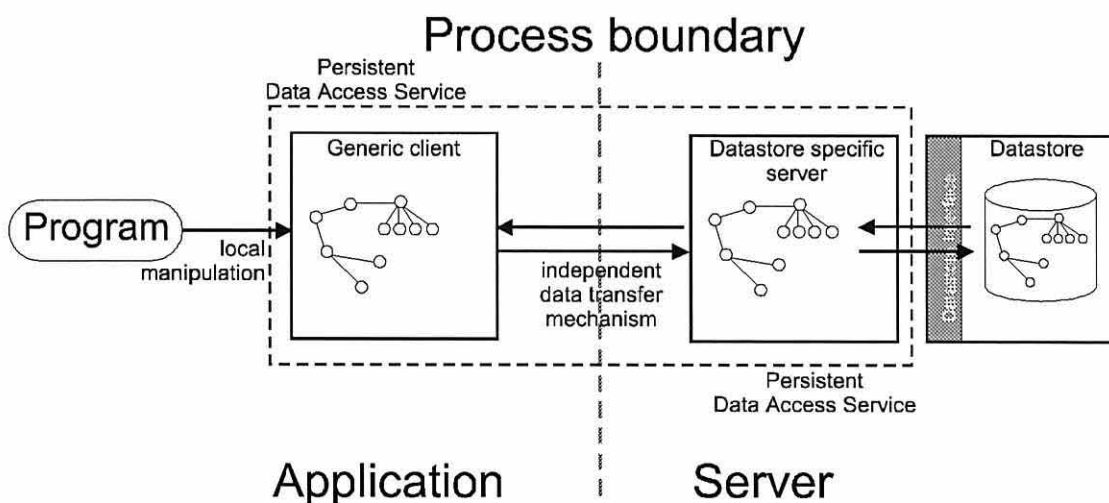 Process boundary
Persistent
Data Access Service
Generic client
Datastore specific
server
Datastore
Program
local
manipulation
independent
data transfer
mechanism
Persistent
Data Access Service
Application
Server